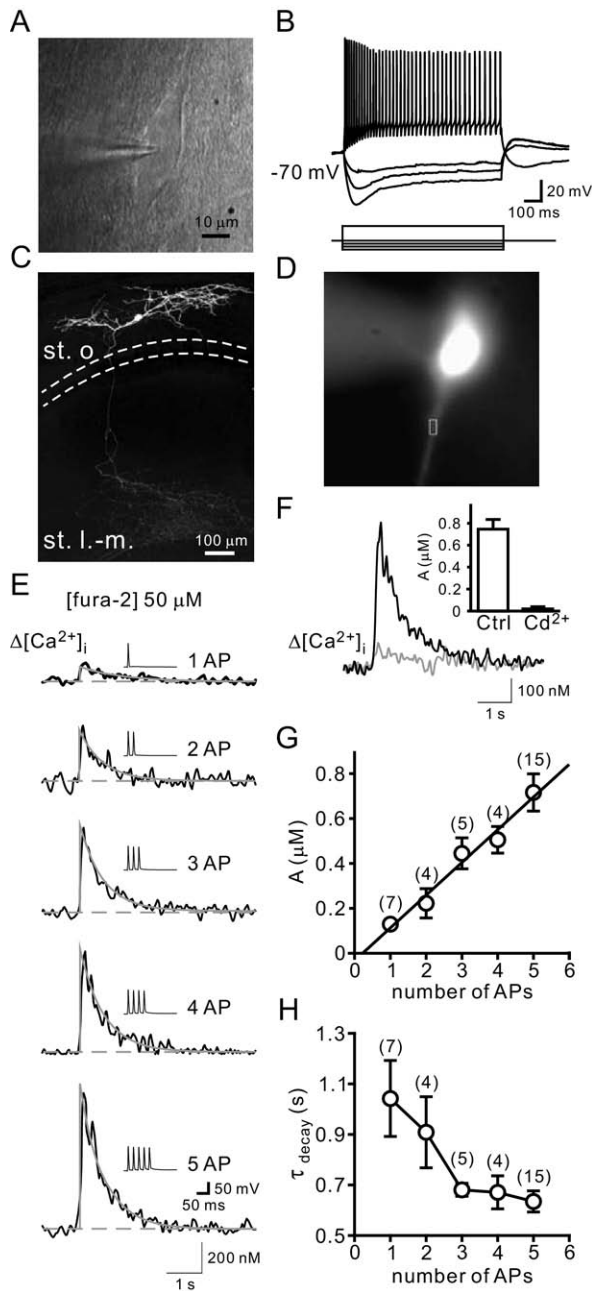 A
10 μm
B
-70 mV
20 mV
100 ms
C
st. o
st. l.-m.
100 μm
D
E
[fura-2] 50 μM
Δ[Ca²⁺]i
1 AP
2 AP
3 AP
4 AP
5 AP
50 mV
50 ms
200 nM
1 s
F
A (μM)
0.8
0.6
0.4
0.2
0
Ctrl Cd²⁺
Δ[Ca²⁺]i
100 nM
1 s
G
A (μM)
0.8
0.6
0.4
0.2
0
(7)
(4)
(5)
(4)
(15)
0 1 2 3 4 5 6
number of APs
H
τ decay (s)
1.3
1.1
0.9
0.7
0.5
(7)
(4)
(5)
(4)
(15)
0 1 2 3 4 5 6
number of APs